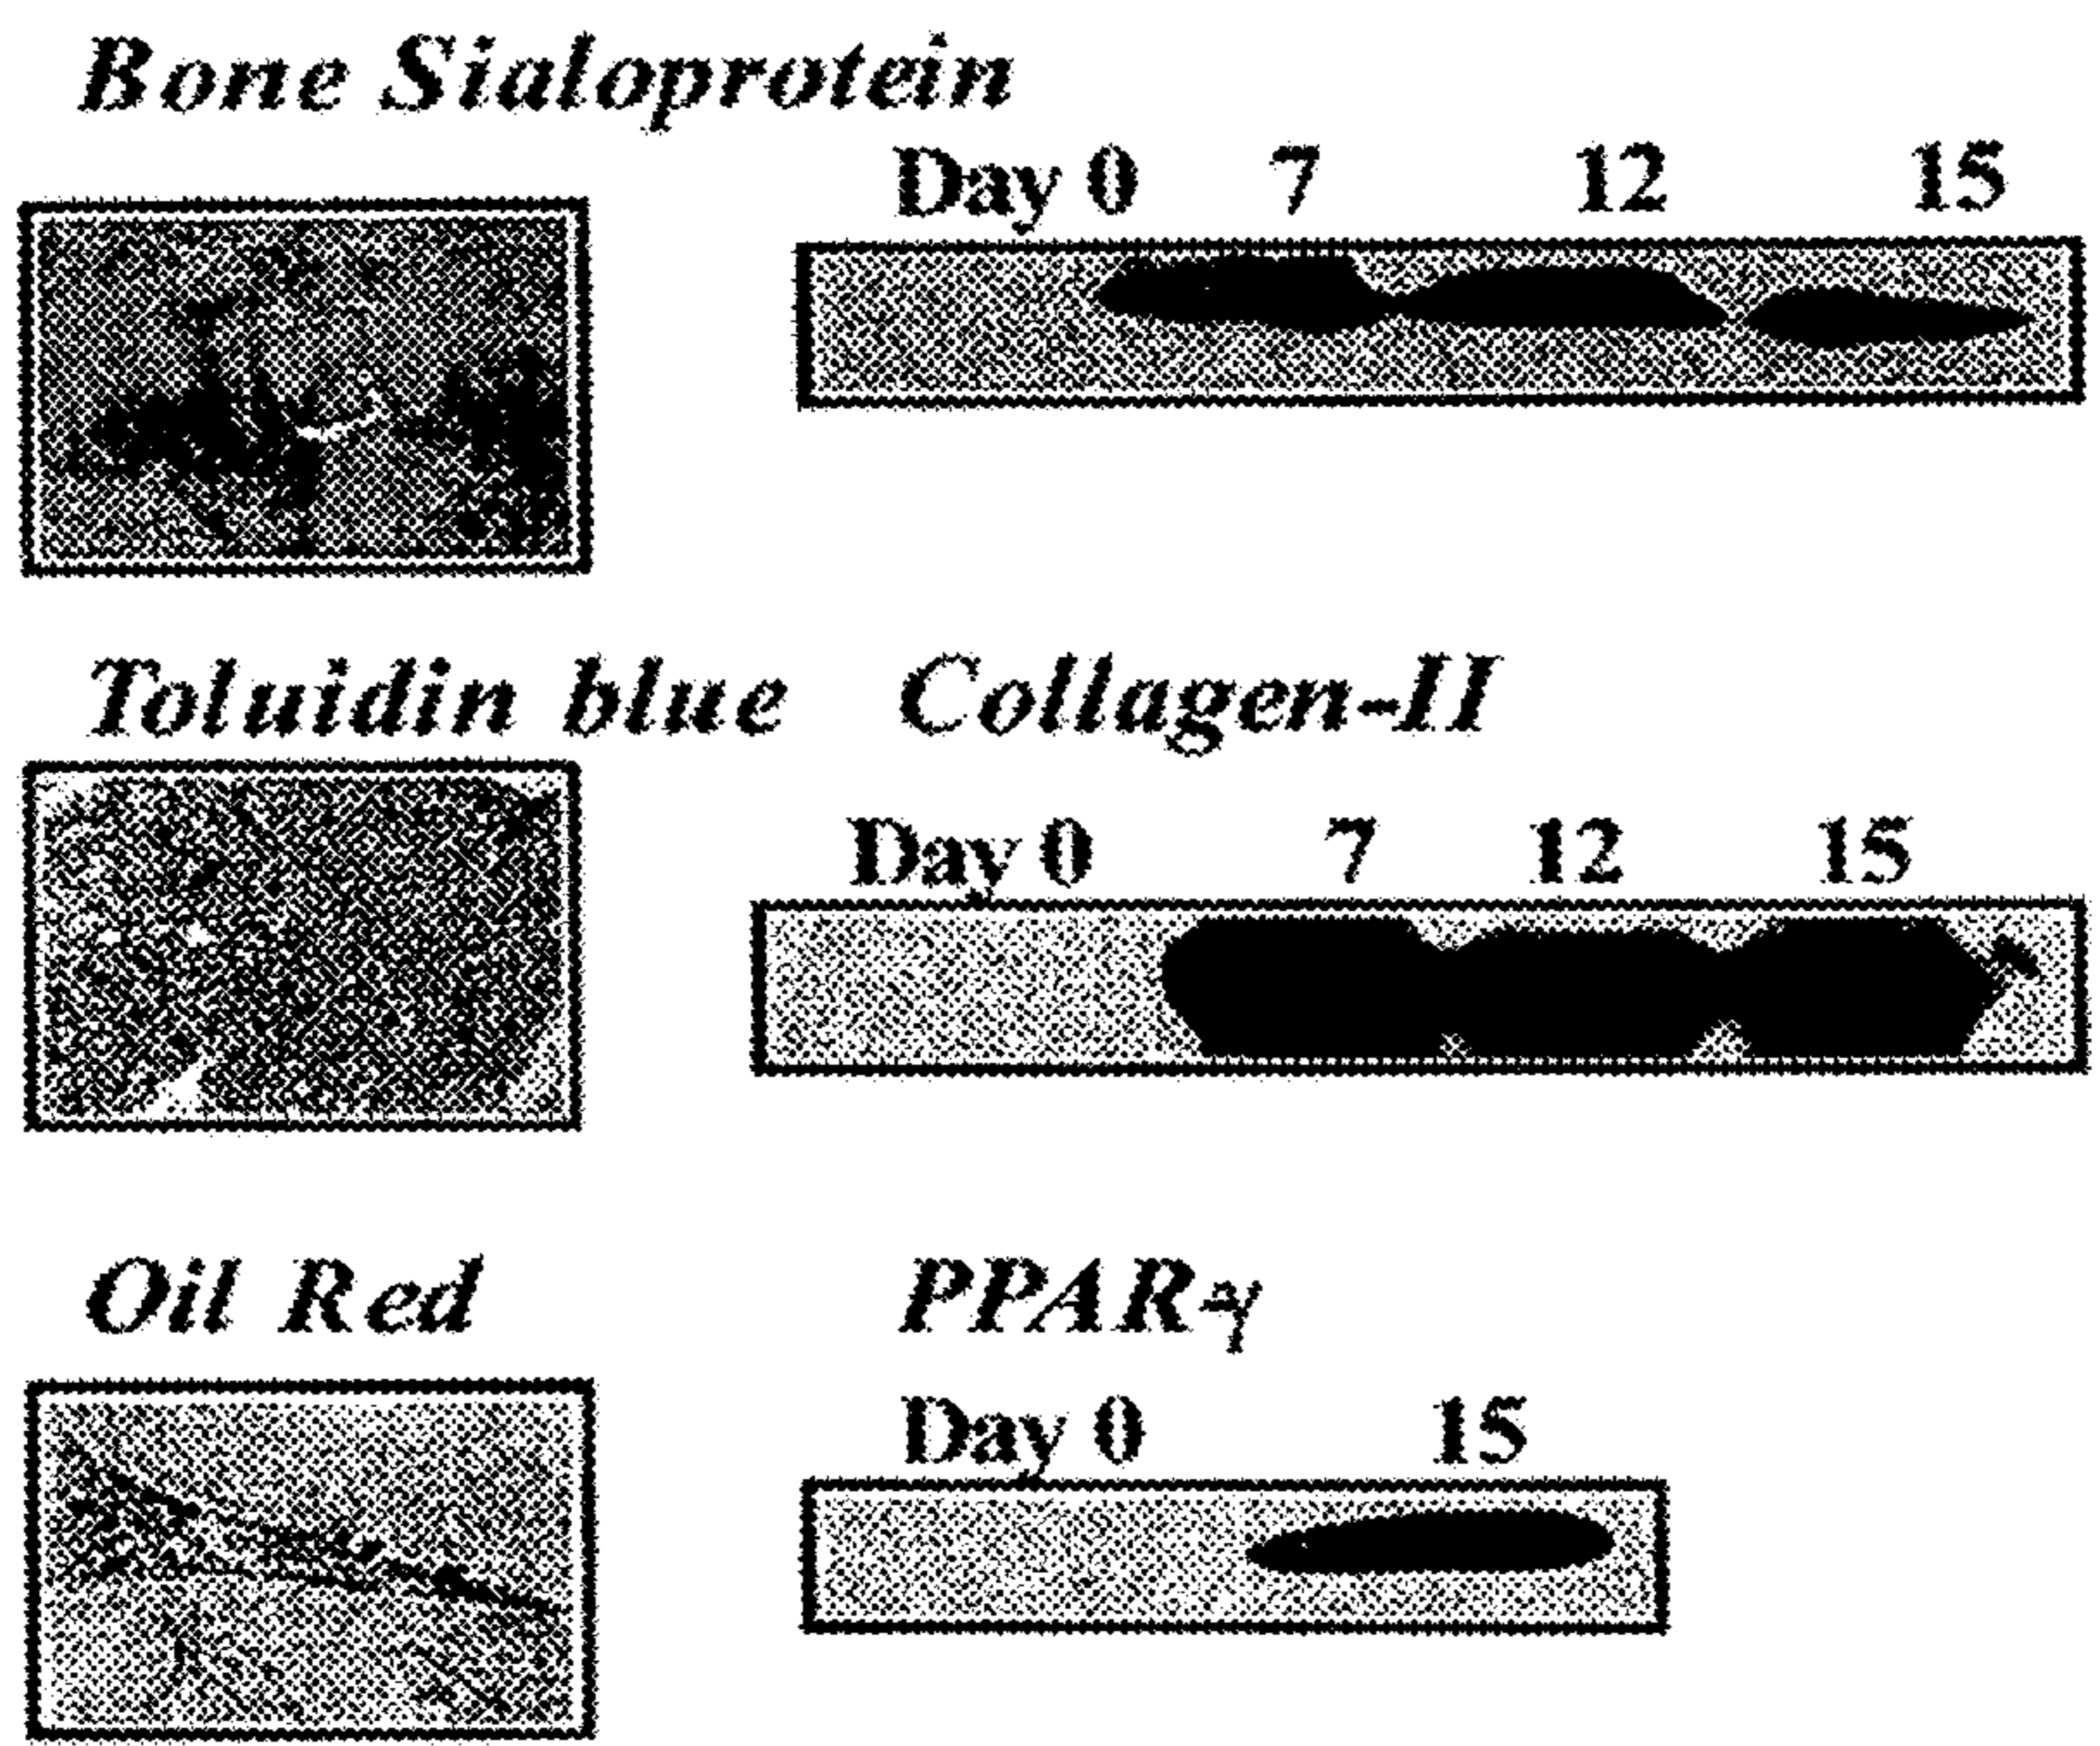 Bone Sialoprotein
Day 0 7 12 15
Toluidin blue Collagen-II
Day 0 7 12 15
Oil Red PPARγ
Day 0 15